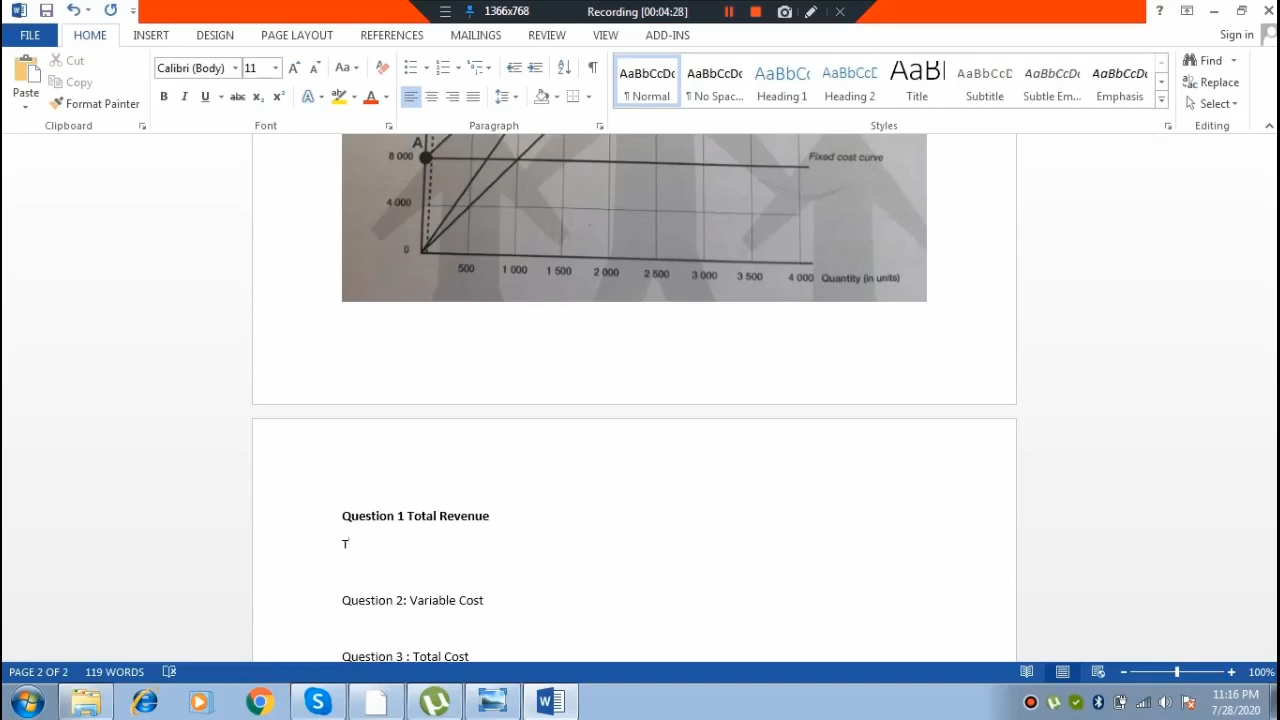 1366x768 Recording [00:04:28]
Sign in
FILE HOME INSERT DESIGN PAGE LAYOUT REFERENCES MAILINGS REVIEW VIEW ADD-INS
Paste
Cut
Copy
Format Painter
Clipboard
Calibri (Body) 11
Font
Paragraph
AaBbCcDc AaBbCcDc AaBbCc AaBbCcD AaBl AaBbCcD AaBbCcDc AaBbCcDc
¶ Normal ¶ No Spac... Heading 1 Heading 2 Title Subtitle Subtle Em... Emphasis
Styles
Find
Replace
Select
Editing
A
8 000 Fixed cost curve
4 000
0
500 1 000 1 500 2 000 2 500 3 000 3 500 4 000 Quantity (in units)
Question 1 Total Revenue
T
Question 2: Variable Cost
Question 3 : Total Cost
PAGE 2 OF 2 119 WORDS 100%
11:16 PM
7/28/2020